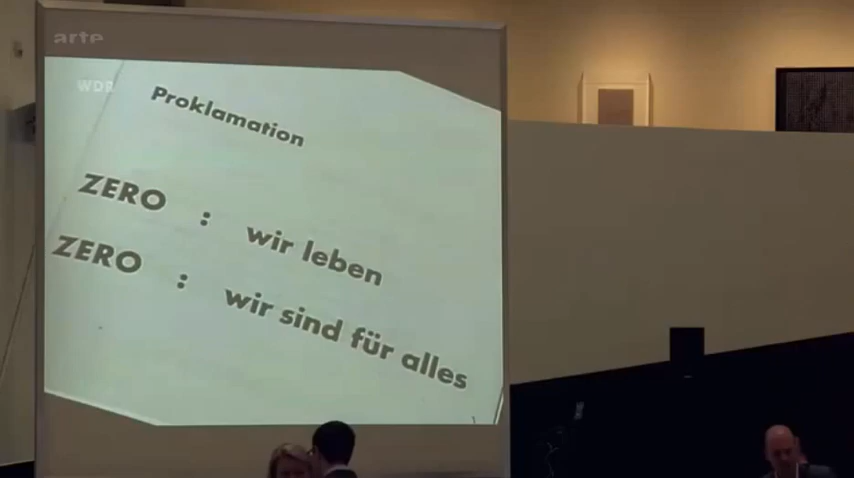 arte
WDR
Proklamation
ZERO : wir leben
ZERO : wir sind für alles